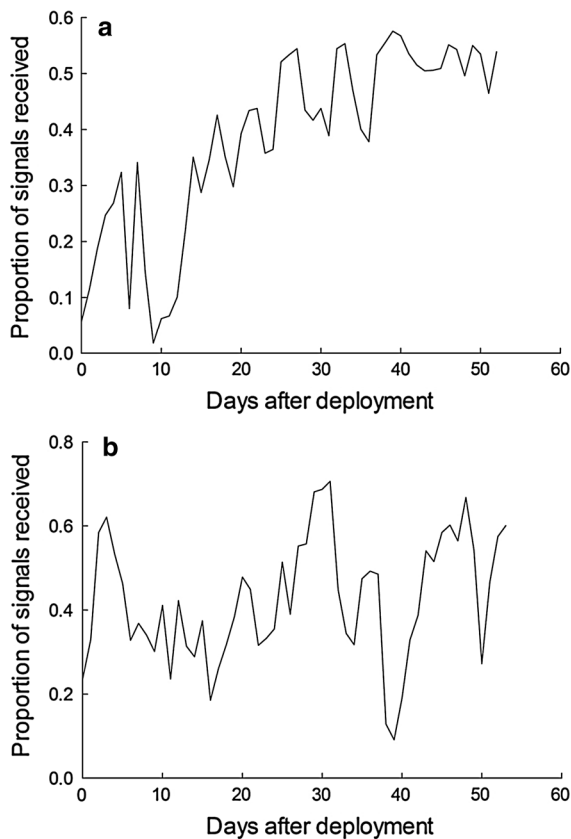 a
Proportion of signals received
0.6
0.5
0.4
0.3
0.2
0.1
0.0
0 10 20 30 40 50 60
Days after deployment
b
Proportion of signals received
0.8
0.6
0.4
0.2
0.0
0 10 20 30 40 50 60
Days after deployment